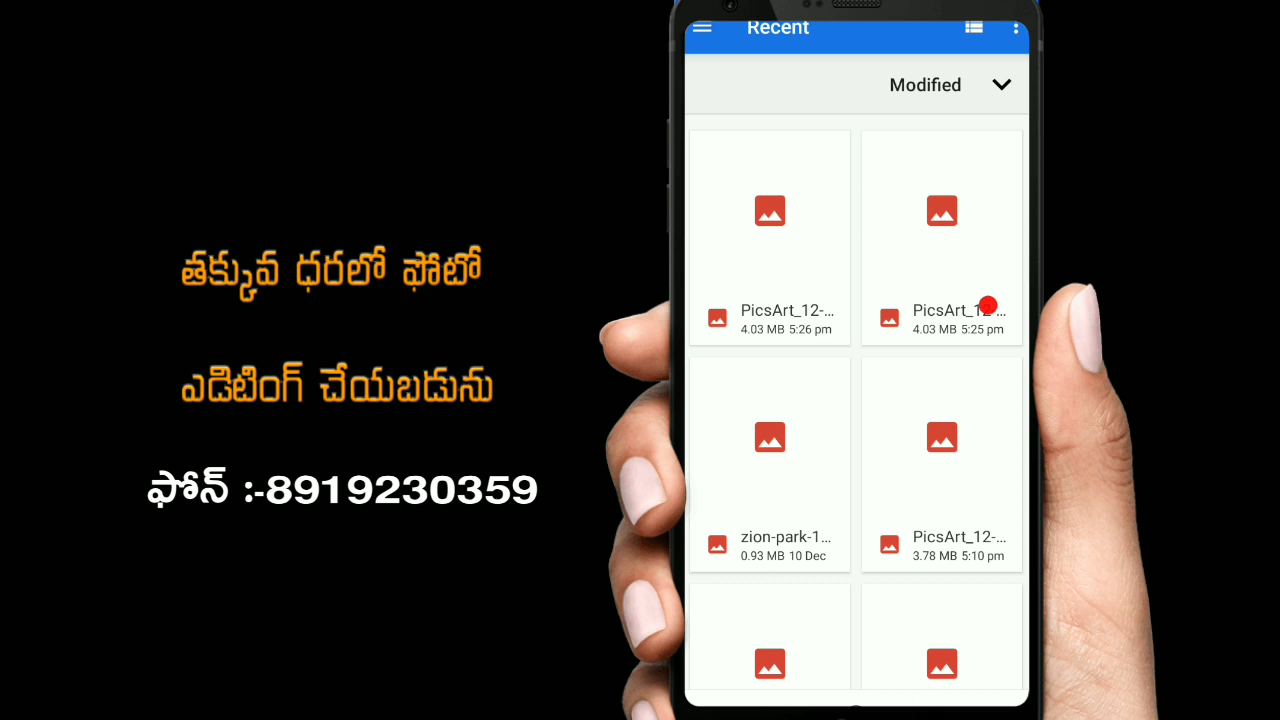 తక్కువ ధరలో ఫోటో
ఎడిటింగ్ చేయబడును
ఫోన్ :-8919230359
Recent
Modified
PicsArt_12-...
4.03 MB 5:26 pm
PicsArt_12-...
4.03 MB 5:25 pm
zion-park-1...
0.93 MB 10 Dec
PicsArt_12-...
3.78 MB 5:10 pm